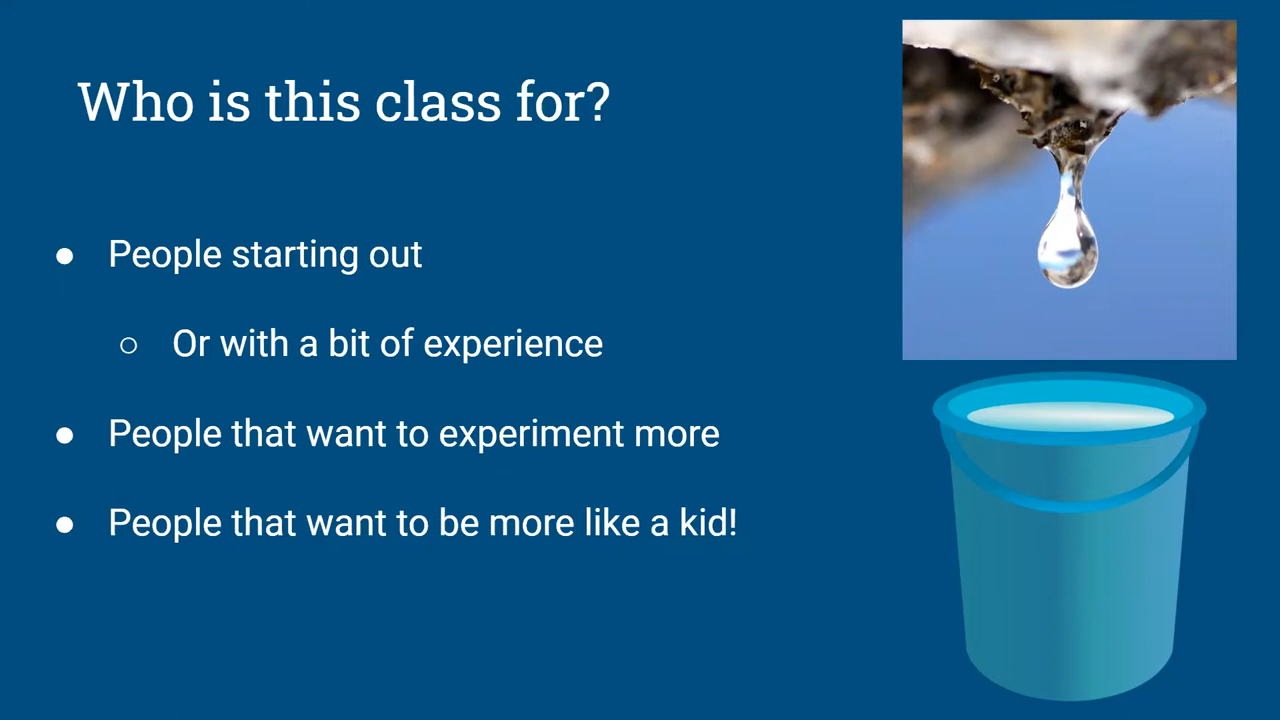 Who is this class for?
● People starting out
○ Or with a bit of experience
● People that want to experiment more
● People that want to be more like a kid!